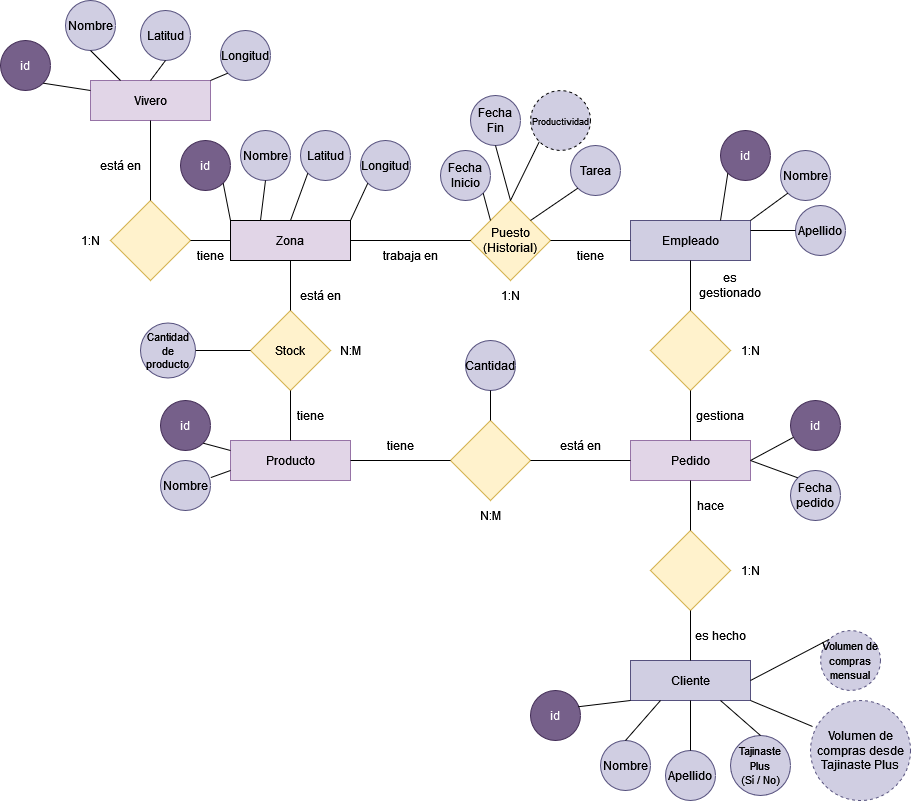 Nombre
Latitud
Longitud
id
Vivero
está en
1:N
tiene
id
Nombre
Latitud
Longitud
Zona
trabaja en
Fecha
Inicio
Fecha
Fin
Productividad
Tarea
Puesto
(Historial)
1:N
tiene
id
Nombre
Apellido
Empleado
está en
Cantidad
de
producto
Stock
N:M
tiene
es
gestionado
1:N
gestiona
id
Nombre
Producto
tiene
Cantidad
N:M
está en
Pedido
id
Fecha
pedido
hace
1:N
es hecho
Cliente
Volumen de
compras
mensual
Volumen de
compras desde
Tajinaste Plus
id
Nombre
Apellido
Tajinaste
Plus
(Sí / No)